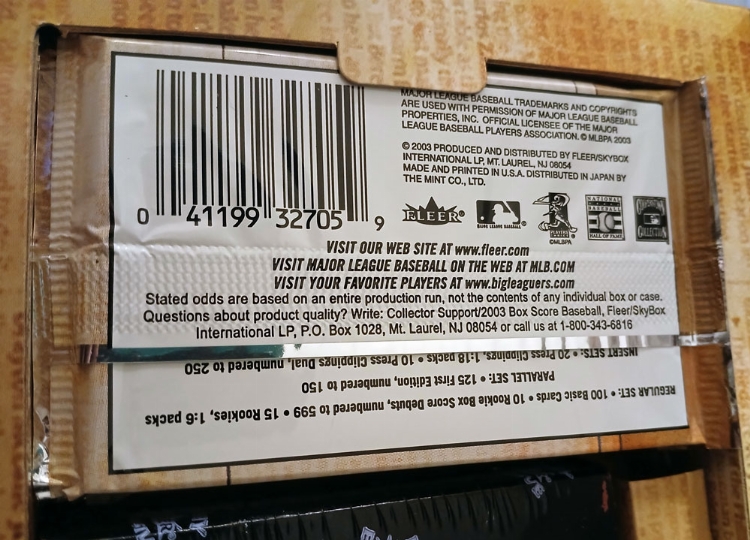 MAJOR LEAGUE BASEBALL TRADEMARKS AND COPYRIGHTS
ARE USED WITH PERMISSION OF MAJOR LEAGUE BASEBALL
PROPERTIES, INC. OFFICIAL LICENSEE OF THE MAJOR
LEAGUE BASEBALL PLAYERS ASSOCIATION. © MLBPA 2003
© 2003 PRODUCED AND DISTRIBUTED BY FLEER/SKYBOX
INTERNATIONAL LP, MT. LAUREL, NJ 08054
MADE AND PRINTED IN U.S.A. DISTRIBUTED IN JAPAN BY
THE MINT CO., LTD.
0 41199 32705 9
FLEER®
©MLBPA
NATIONAL BASEBALL HALL OF FAME
COOPERSTOWN COLLECTION
VISIT OUR WEB SITE AT www.fleer.com
VISIT MAJOR LEAGUE BASEBALL ON THE WEB AT MLB.COM
VISIT YOUR FAVORITE PLAYERS AT www.bigleaguers.com
Stated odds are based on an entire production run, not the contents of any individual box or case.
Questions about product quality? Write: Collector Support/2003 Box Score Baseball, Fleer/SkyBox
International LP, P.O. Box 1028, Mt. Laurel, NJ 08054 or call us at 1-800-343-6816
REGULAR SET: • 100 Basic Cards • 10 Rookie Box Score Debuts, numbered to 599 • 15 Rookies, 1:6 packs
PARALLEL SET: • 125 First Edition, numbered to 150
INSERT SETS: • 20 Press Clippings, 1:18 packs • 10 Press Clippings Dual, numbered to 250